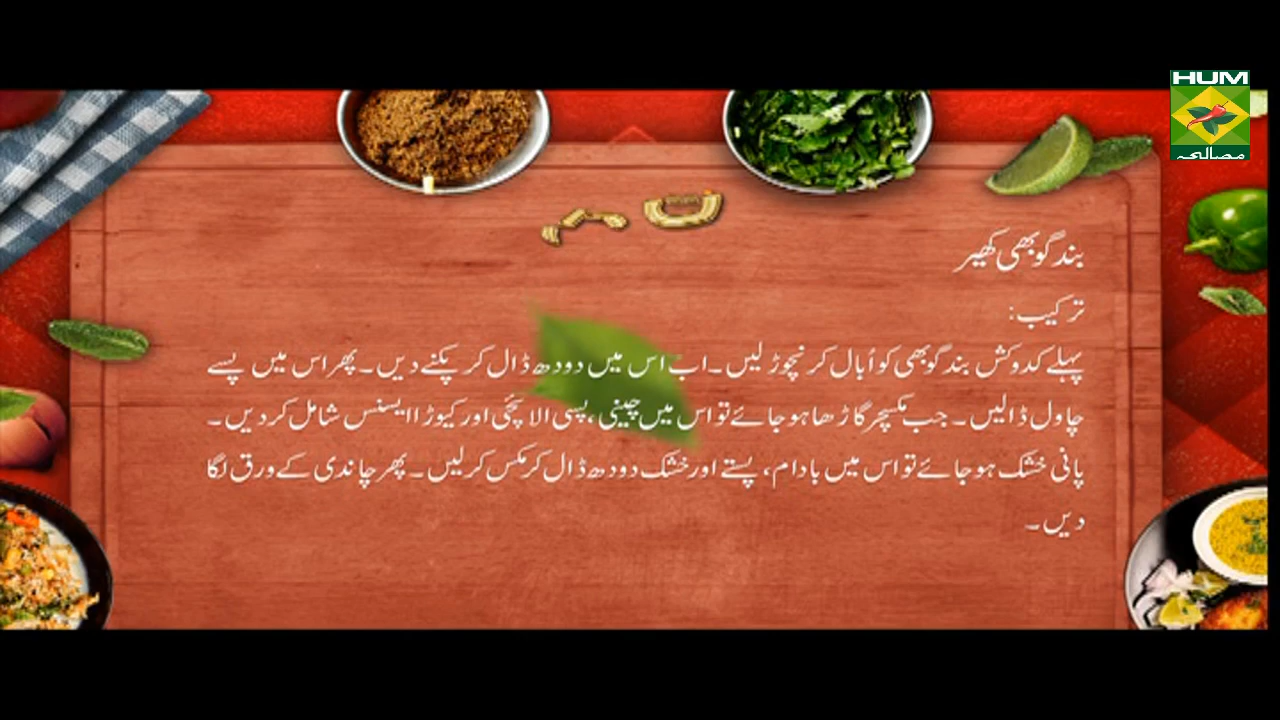 HUM
مصالحہ
بند گوبھی کھیر
ترکیب:
پہلے کدوکش بند گوبھی کو اُبال کر نچوڑ لیں۔ اب اس میں دودھ ڈال کر پکنے دیں۔ پھر اس میں پسے
چاول ڈالیں۔ جب مکسچر گاڑھا ہو جائے تو اس میں چینی، پسی الائچی اور کیوڑا ایسنس شامل کر دیں۔
پانی خشک ہو جائے تو اس میں بادام، پستے اور خشک دودھ ڈال کر مکس کر لیں۔ پھر چاندی کے ورق لگا
دیں۔